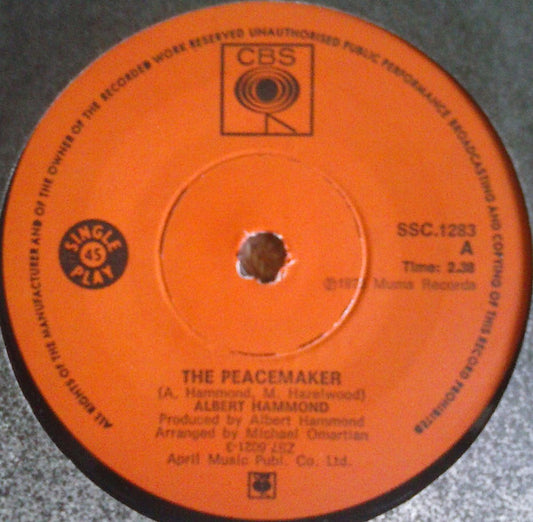 ALL RIGHTS OF THE MANUFACTURER AND OF THE OWNER OF THE RECORDED WORK RESERVED UNAUTHORISED PUBLIC PERFORMANCE BROADCASTING AND COPYING OF THIS RECORD PROHIBITED
CBS
SINGLE
45
PLAY
SSC.1283
A
Time: 2.38
Muma Records
THE PEACEMAKER
(A. Hammond, M. Hazelwood)
ALBERT HAMMOND
Produced by Albert Hammond
Arranged by Michael Omartian
April Music Publ. Co. Ltd.